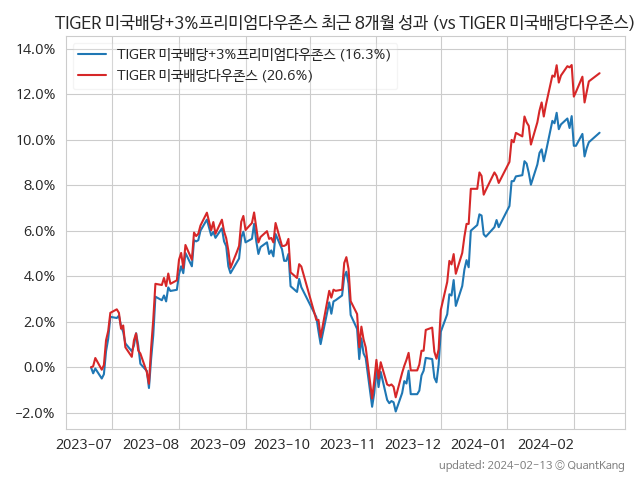 TIGER 미국배당+3%프리미엄다우존스 최근 8개월 성과 (vs TIGER 미국배당다우존스)
TIGER 미국배당+3%프리미엄다우존스 (16.3%)
TIGER 미국배당다우존스 (20.6%)
14.0%
12.0%
10.0%
8.0%
6.0%
4.0%
2.0%
0.0%
−2.0%
2023-07 2023-08 2023-09 2023-10 2023-11 2023-12 2024-01 2024-02
updated: 2024-02-13 © QuantKang